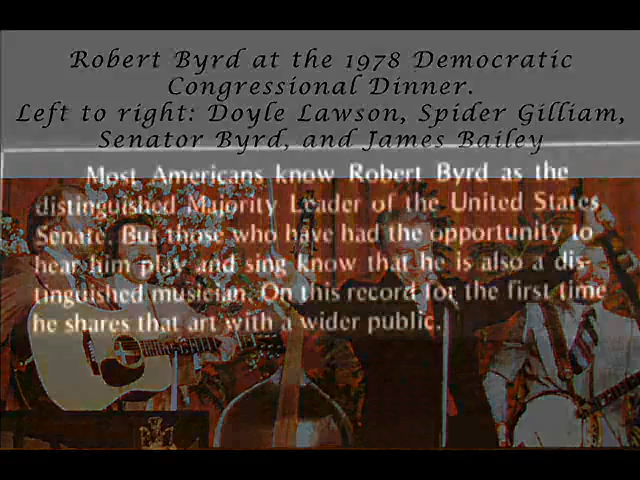 Robert Byrd at the 1978 Democratic
Congressional Dinner.
Left to right: Doyle Lawson, Spider Gilliam,
Senator Byrd, and James Bailey
Most Americans know Robert Byrd as the
distinguished Majority Leader of the United States
Senate. But those who have had the opportunity to
hear him play and sing know that he is also a dis-
tinguished musician. On this record for the first time
he shares that art with a wider public.